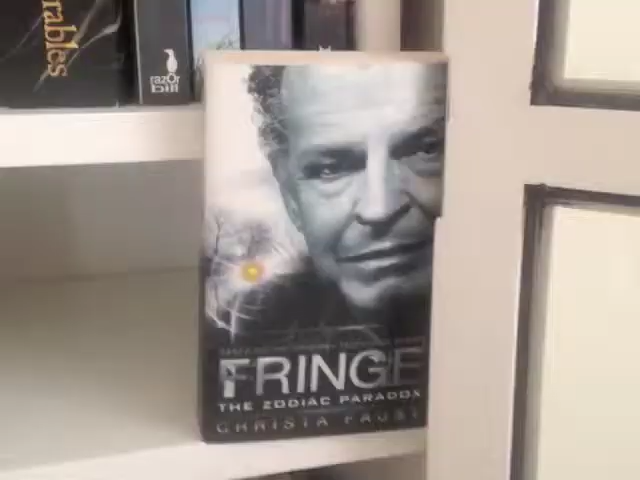 rables
razOr
bill
FRINGE
THE ZODIAC PARADOX
CHRISTA FAUST